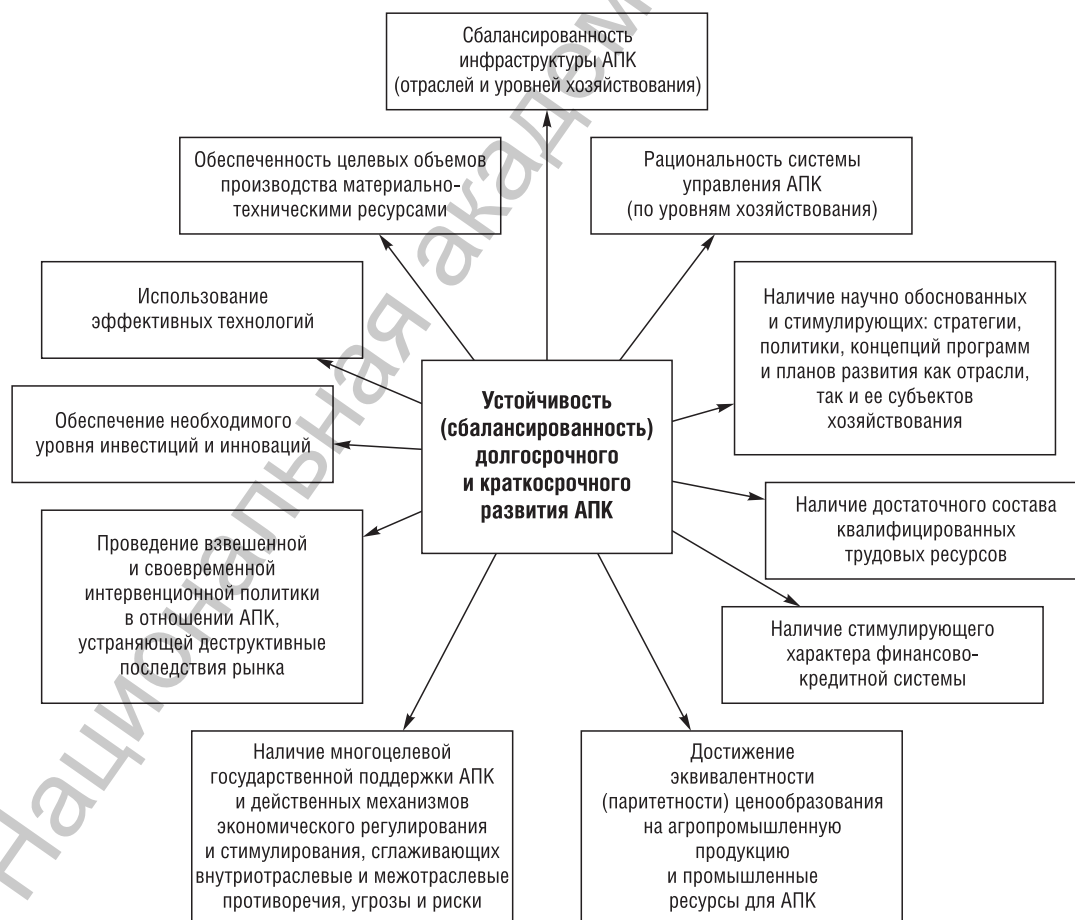 Сбалансированность
инфраструктуры АПК
(отраслей и уровней хозяйствования)
Обеспеченность целевых объемов
производства материально-
техническими ресурсами
Рациональность системы
управления АПК
(по уровням хозяйствования)
Использование
эффективных технологий
Наличие научно обоснованных
и стимулирующих: стратегии,
политики, концепций программ
и планов развития как отрасли,
так и ее субъектов
хозяйствования
Обеспечение необходимого
уровня инвестиций и инноваций
Устойчивость
(сбалансированность)
долгосрочного
и краткосрочного
развития АПК
Наличие достаточного состава
квалифицированных
трудовых ресурсов
Проведение взвешенной
и своевременной
интервенционной политики
в отношении АПК,
устраняющей деструктивные
последствия рынка
Наличие стимулирующего
характера финансово-
кредитной системы
Наличие многоцелевой
государственной поддержки АПК
и действенных механизмов
экономического регулирования
и стимулирования, сглаживающих
внутриотраслевые и межотраслевые
противоречия, угрозы и риски
Достижение
эквивалентности
(паритетности) ценообразования
на агропромышленную
продукцию
и промышленные
ресурсы для АПК
Национальная